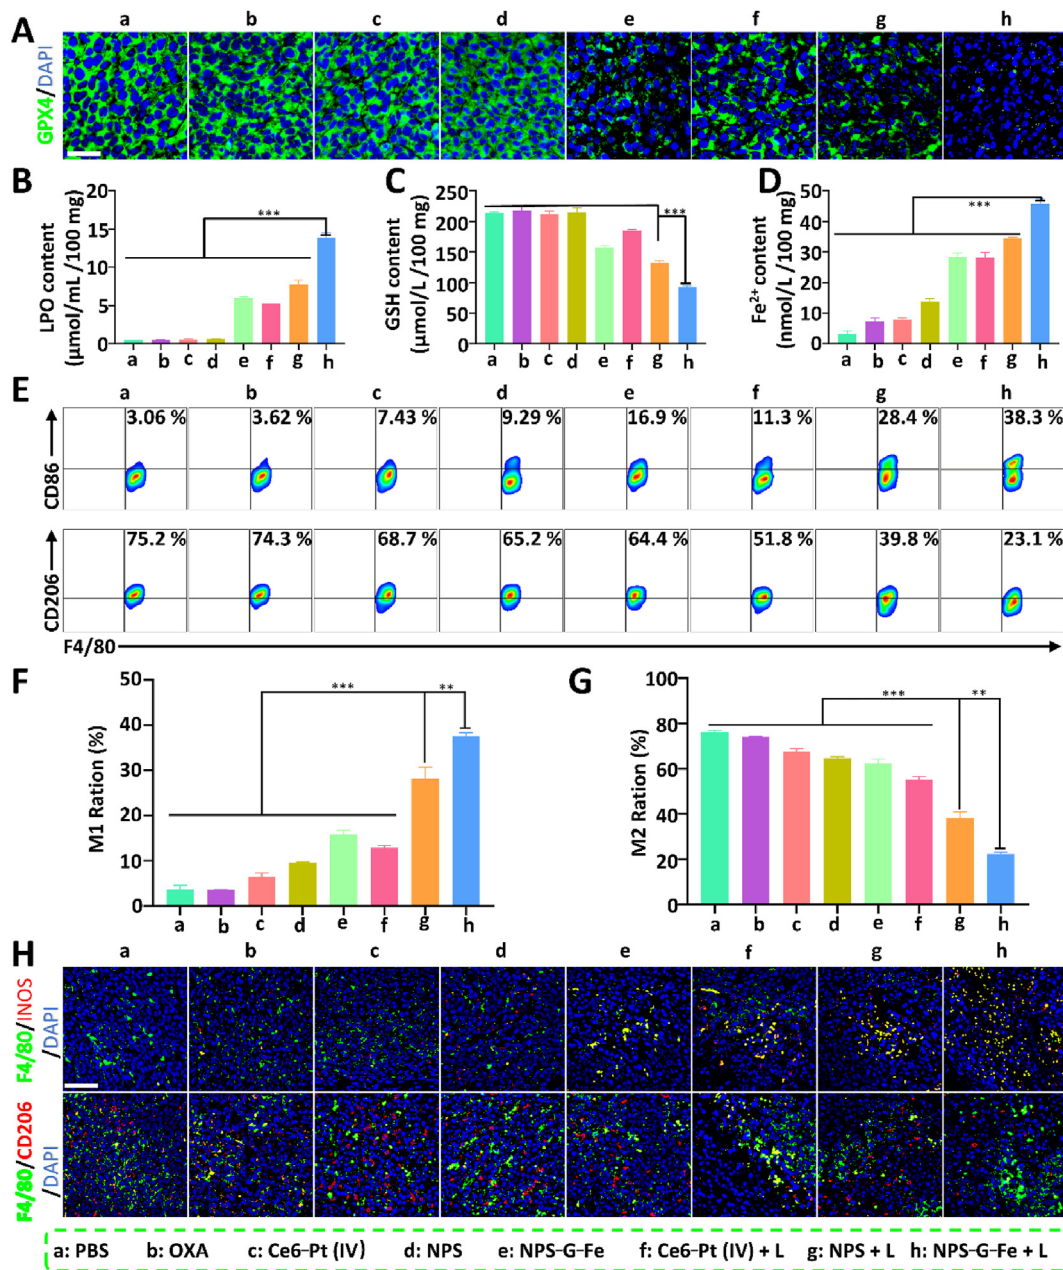 A
a b c d e f g h
GPX4/DAPI
B
LPO content
(μmol/mL /100 mg)
20
15
10
5
0
***
a b c d e f g h
C
GSH content
(μmol/L /100 mg)
250
200
150
100
50
0
***
a b c d e f g h
D
Fe²⁺ content
(nmol/L /100 mg)
50
40
30
20
10
0
***
a b c d e f g h
E
a b c d e f g h
CD86
3.06 % 3.62 % 7.43 % 9.29 % 16.9 % 11.3 % 28.4 % 38.3 %
CD206
75.2 % 74.3 % 68.7 % 65.2 % 64.4 % 51.8 % 39.8 % 23.1 %
F4/80
F
M1 Ration (%)
50
40
30
20
10
0
*** **
a b c d e f g h
G
M2 Ration (%)
100
80
60
40
20
0
*** **
a b c d e f g h
H
a b c d e f g h
F4/80/INOS
/DAPI
F4/80/CD206
/DAPI
a: PBS b: OXA c: Ce6-Pt (IV) d: NPS e: NPS-G-Fe f: Ce6-Pt (IV) + L g: NPS + L h: NPS-G-Fe + L